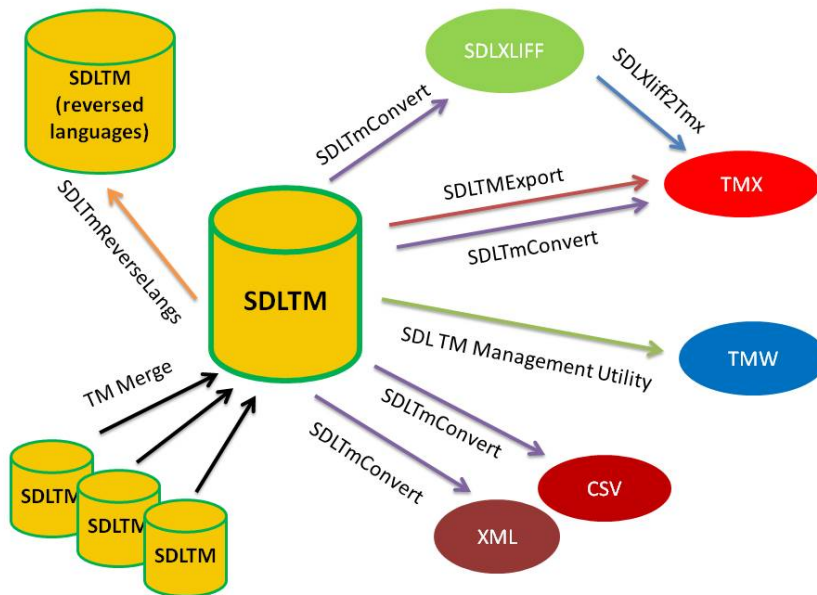 SDLTM
(reversed
languages)
SDLXLIFF
SDLTmConvert
SDLXliff2Tmx
SDLTMExport
TMX
SDLTmConvert
SDLTmReverseLangs
SDLTM
SDL TM Management Utility
TMW
TM Merge
SDLTmConvert
SDLTmConvert
SDLTM
SDLTM
SDLTM
CSV
XML